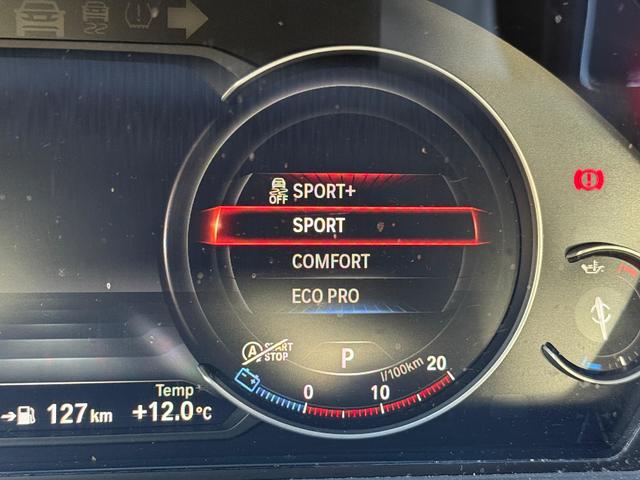 OFF SPORT+
SPORT
COMFORT
ECO PRO
A START
STOP
P
l/100km
0 10 20
Temp
127 km +12.0 °C